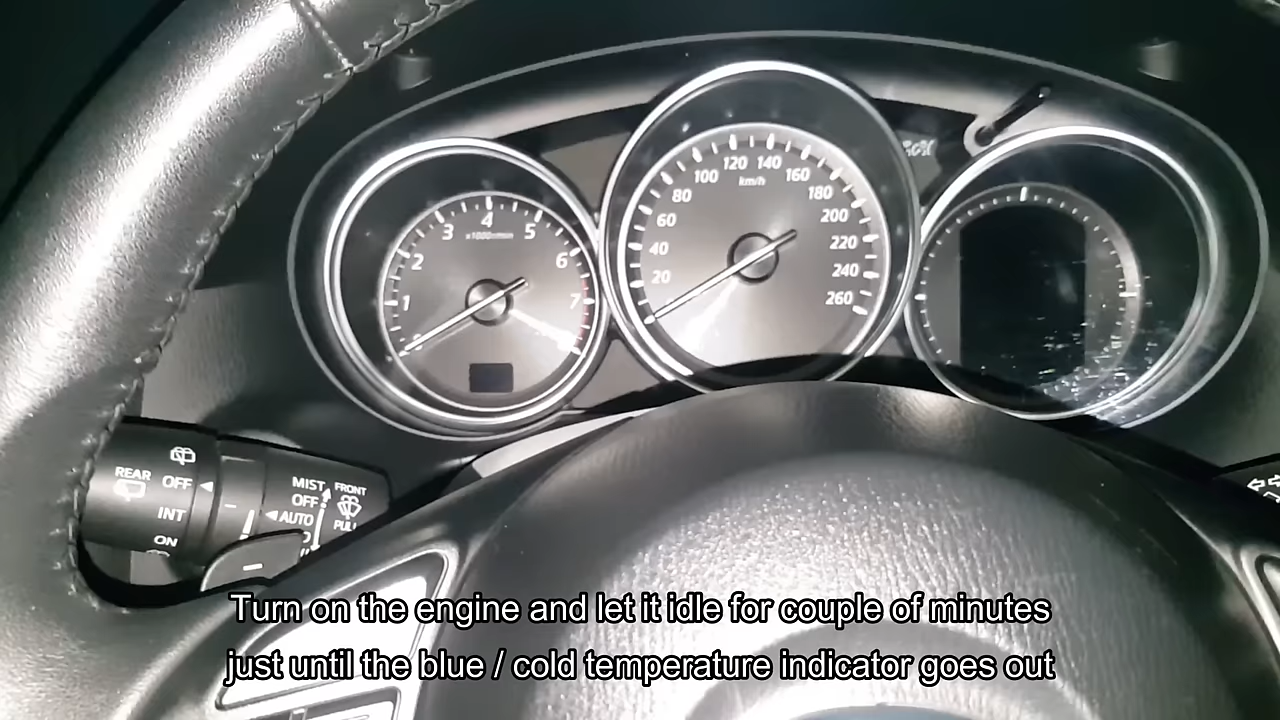 1
2
3
4
5
6
7
x1000r/min
20
40
60
80
100
120
140
160
180
200
220
240
260
km/h
REAR
OFF
INT
ON
MIST
OFF
AUTO
FRONT
Turn on the engine and let it idle for couple of minutes
just until the blue / cold temperature indicator goes out